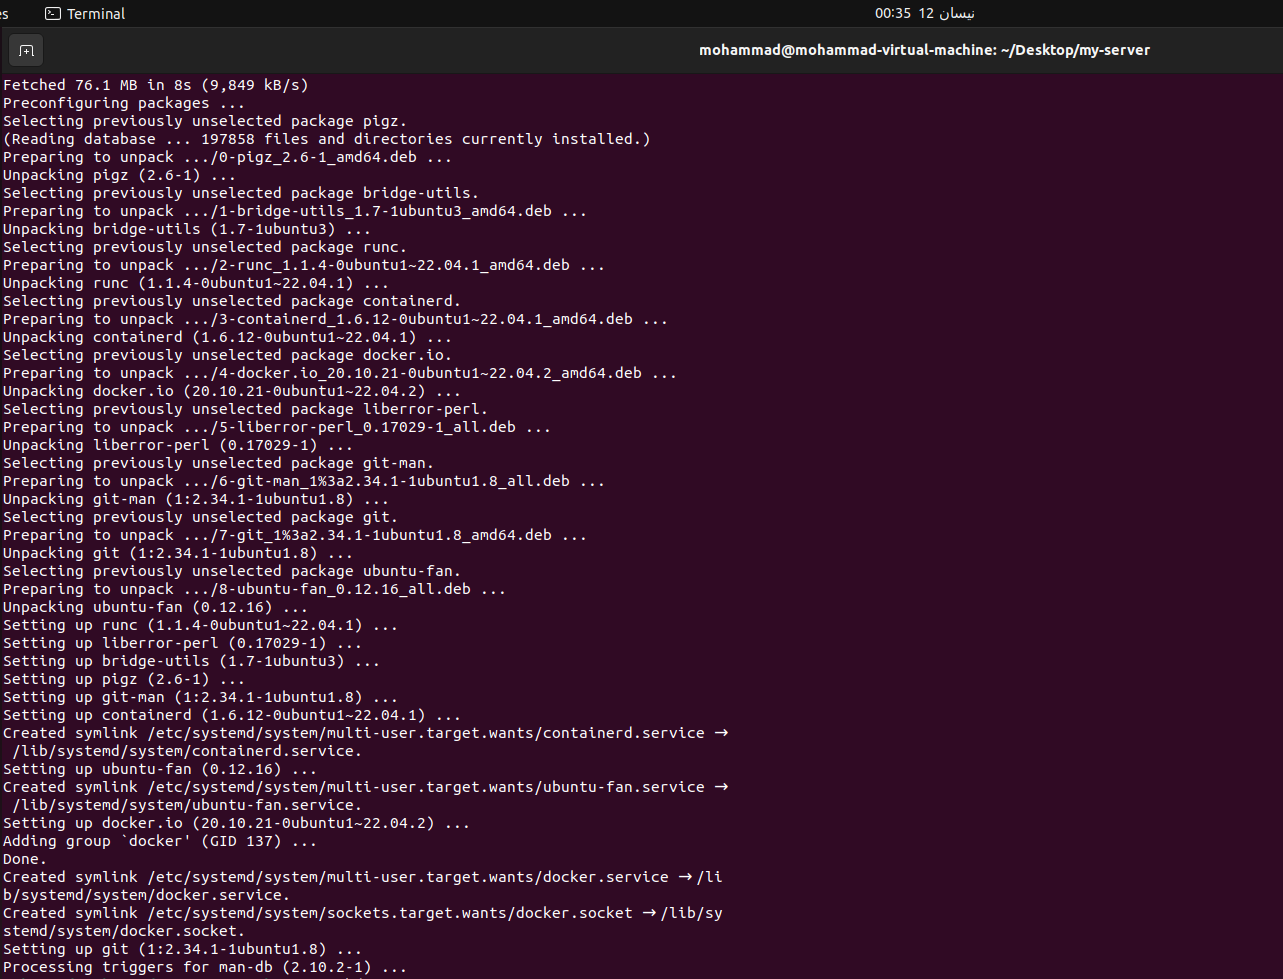 es
Terminal
00:35 12 نيسان
mohammad@mohammad-virtual-machine: ~/Desktop/my-server
Fetched 76.1 MB in 8s (9,849 kB/s)
Preconfiguring packages ...
Selecting previously unselected package pigz.
(Reading database ... 197858 files and directories currently installed.)
Preparing to unpack .../0-pigz_2.6-1_amd64.deb ...
Unpacking pigz (2.6-1) ...
Selecting previously unselected package bridge-utils.
Preparing to unpack .../1-bridge-utils_1.7-1ubuntu3_amd64.deb ...
Unpacking bridge-utils (1.7-1ubuntu3) ...
Selecting previously unselected package runc.
Preparing to unpack .../2-runc_1.1.4-0ubuntu1~22.04.1_amd64.deb ...
Unpacking runc (1.1.4-0ubuntu1~22.04.1) ...
Selecting previously unselected package containerd.
Preparing to unpack .../3-containerd_1.6.12-0ubuntu1~22.04.1_amd64.deb ...
Unpacking containerd (1.6.12-0ubuntu1~22.04.1) ...
Selecting previously unselected package docker.io.
Preparing to unpack .../4-docker.io_20.10.21-0ubuntu1~22.04.2_amd64.deb ...
Unpacking docker.io (20.10.21-0ubuntu1~22.04.2) ...
Selecting previously unselected package liberror-perl.
Preparing to unpack .../5-liberror-perl_0.17029-1_all.deb ...
Unpacking liberror-perl (0.17029-1) ...
Selecting previously unselected package git-man.
Preparing to unpack .../6-git-man_1%3a2.34.1-1ubuntu1.8_all.deb ...
Unpacking git-man (1:2.34.1-1ubuntu1.8) ...
Selecting previously unselected package git.
Preparing to unpack .../7-git_1%3a2.34.1-1ubuntu1.8_amd64.deb ...
Unpacking git (1:2.34.1-1ubuntu1.8) ...
Selecting previously unselected package ubuntu-fan.
Preparing to unpack .../8-ubuntu-fan_0.12.16_all.deb ...
Unpacking ubuntu-fan (0.12.16) ...
Setting up runc (1.1.4-0ubuntu1~22.04.1) ...
Setting up liberror-perl (0.17029-1) ...
Setting up bridge-utils (1.7-1ubuntu3) ...
Setting up pigz (2.6-1) ...
Setting up git-man (1:2.34.1-1ubuntu1.8) ...
Setting up containerd (1.6.12-0ubuntu1~22.04.1) ...
Created symlink /etc/systemd/system/multi-user.target.wants/containerd.service →
/lib/systemd/system/containerd.service.
Setting up ubuntu-fan (0.12.16) ...
Created symlink /etc/systemd/system/multi-user.target.wants/ubuntu-fan.service →
/lib/systemd/system/ubuntu-fan.service.
Setting up docker.io (20.10.21-0ubuntu1~22.04.2) ...
Adding group `docker' (GID 137) ...
Done.
Created symlink /etc/systemd/system/multi-user.target.wants/docker.service → /li
b/systemd/system/docker.service.
Created symlink /etc/systemd/system/sockets.target.wants/docker.socket → /lib/sy
stemd/system/docker.socket.
Setting up git (1:2.34.1-1ubuntu1.8) ...
Processing triggers for man-db (2.10.2-1) ...